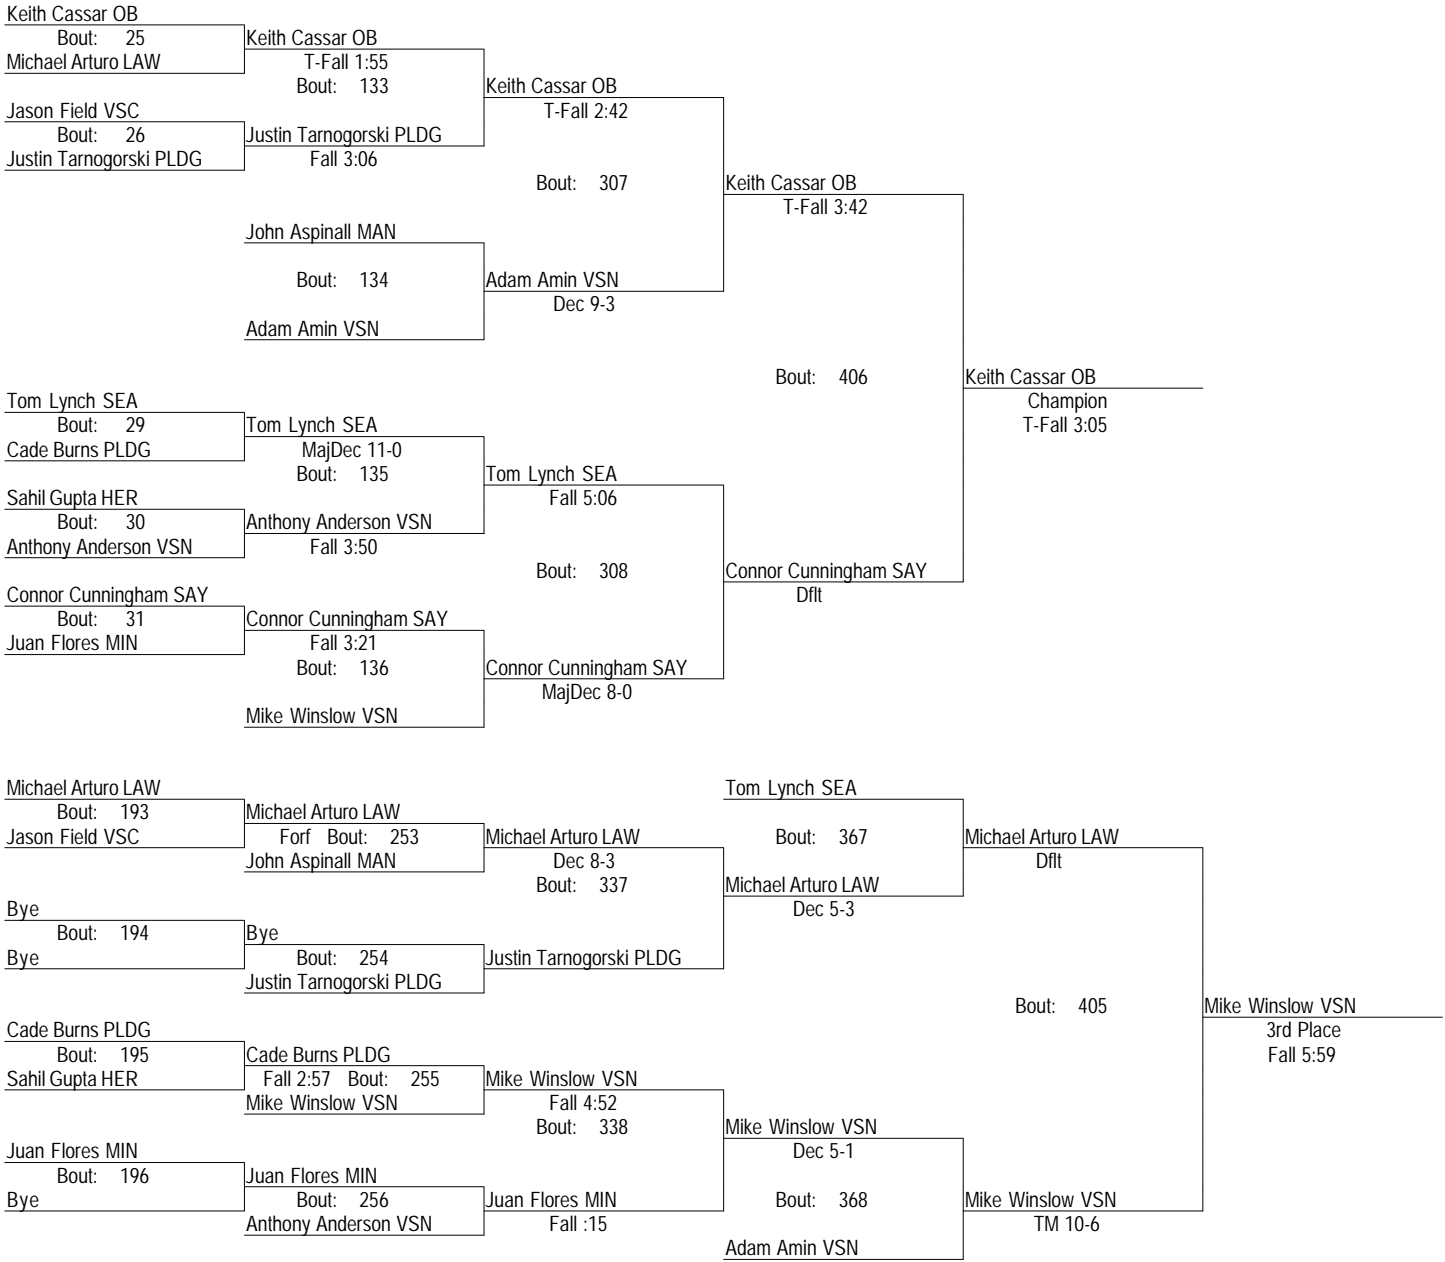 Keith Cassar OB
Bout: 25
Michael Arturo LAW
Keith Cassar OB
T-Fall 1:55
Bout: 133
Jason Field VSC
Bout: 26
Justin Tarnogorski PLDG
Justin Tarnogorski PLDG
Fall 3:06
Keith Cassar OB
T-Fall 2:42
Bout: 307
John Aspinall MAN
Bout: 134
Adam Amin VSN
Adam Amin VSN
Dec 9-3
Keith Cassar OB
T-Fall 3:42
Bout: 406
Keith Cassar OB
Champion
T-Fall 3:05
Tom Lynch SEA
Bout: 29
Cade Burns PLDG
Tom Lynch SEA
MajDec 11-0
Bout: 135
Sahil Gupta HER
Bout: 30
Anthony Anderson VSN
Anthony Anderson VSN
Fall 3:50
Tom Lynch SEA
Fall 5:06
Bout: 308
Connor Cunningham SAY
Dflt
Connor Cunningham SAY
Bout: 31
Juan Flores MIN
Connor Cunningham SAY
Fall 3:21
Bout: 136
Mike Winslow VSN
Connor Cunningham SAY
MajDec 8-0
Michael Arturo LAW
Bout: 193
Jason Field VSC
Michael Arturo LAW
Forf Bout: 253
John Aspinall MAN
Michael Arturo LAW
Dec 8-3
Bout: 337
Bye
Bout: 194
Bye
Bye
Bout: 254
Justin Tarnogorski PLDG
Justin Tarnogorski PLDG
Tom Lynch SEA
Bout: 367
Michael Arturo LAW
Dec 5-3
Michael Arturo LAW
Dflt
Bout: 405
Mike Winslow VSN
3rd Place
Fall 5:59
Cade Burns PLDG
Bout: 195
Sahil Gupta HER
Cade Burns PLDG
Fall 2:57 Bout: 255
Mike Winslow VSN
Mike Winslow VSN
Fall 4:52
Bout: 338
Juan Flores MIN
Bout: 196
Bye
Juan Flores MIN
Bout: 256
Anthony Anderson VSN
Juan Flores MIN
Fall :15
Mike Winslow VSN
Dec 5-1
Bout: 368
Adam Amin VSN
Mike Winslow VSN
TM 10-6